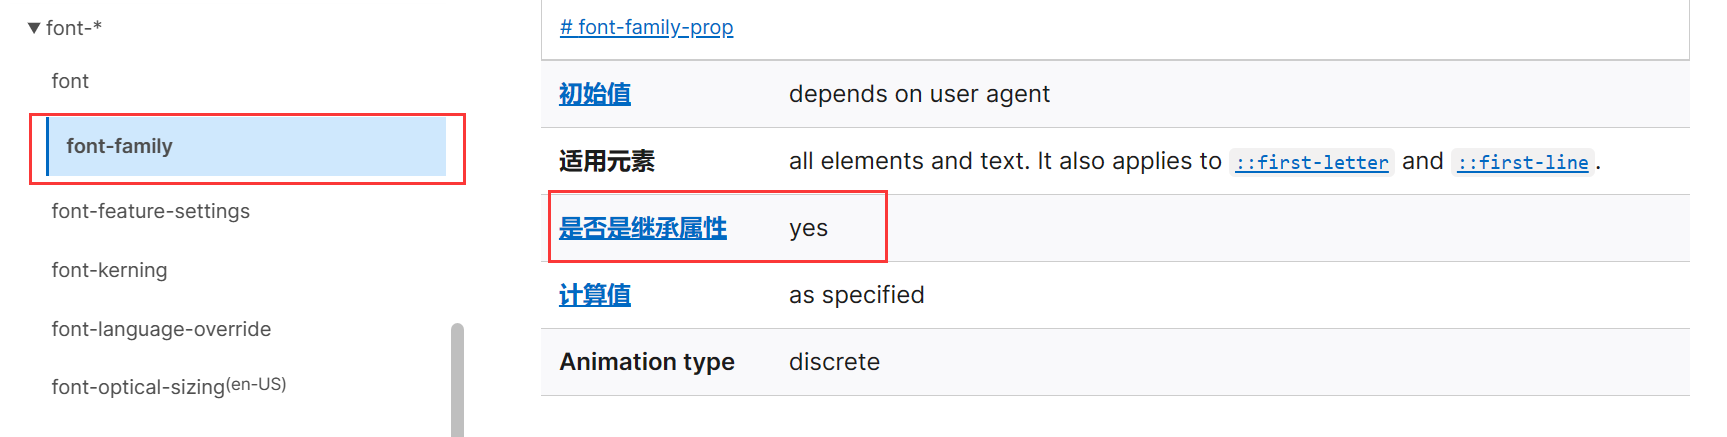 font-*
font
font-family
font-feature-settings
font-kerning
font-language-override
font-optical-sizing(en-US)
# font-family-prop
初始值 depends on user agent
适用元素 all elements and text. It also applies to ::first-letter and ::first-line.
是否是继承属性 yes
计算值 as specified
Animation type discrete